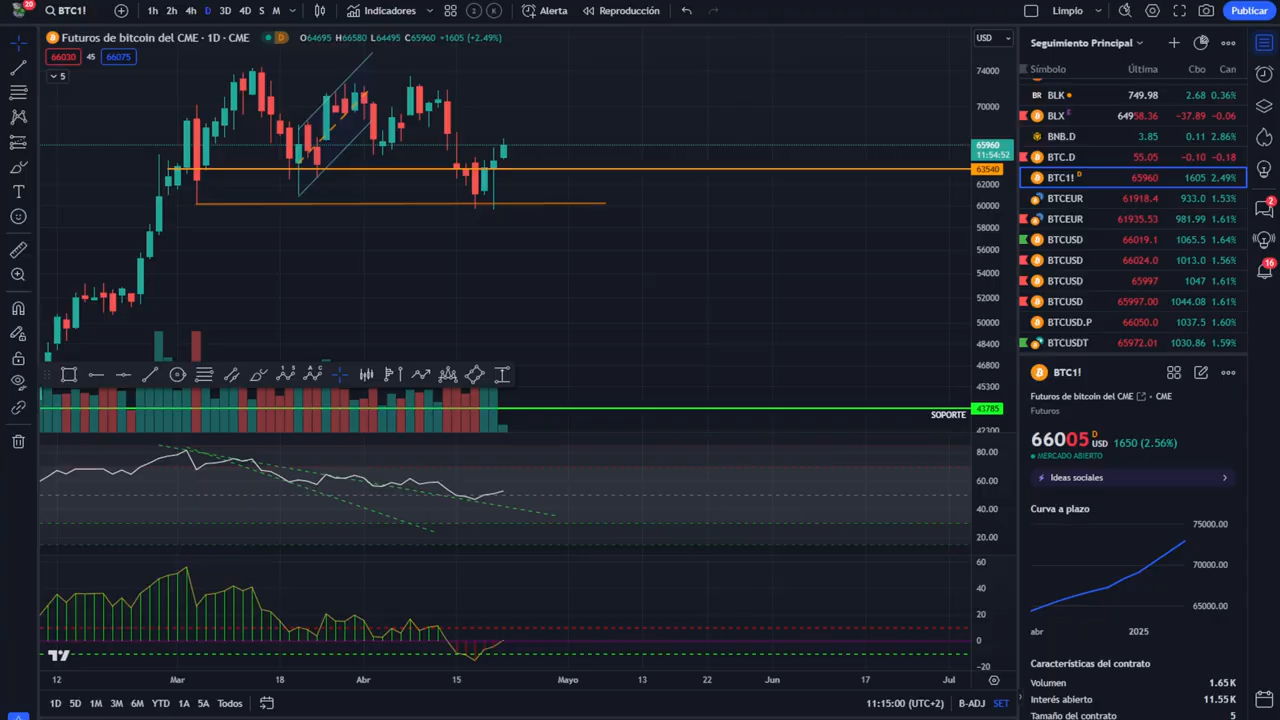 20
BTC1!
1h 2h 4h D 3D 4D S M
Indicadores
2
K
Alerta
Reproducción
Limpio
Publicar
Futuros de bitcoin del CME · 1D · CME
D
O64695 H66580 L64495 C65960 +1605 (+2.49%)
66030 45 66075
5
USD
74000
70000
65960
11:54:52
63540
62000
60000
58000
56000
54000
52000
50000
48400
46800
45300
43785
SOPORTE
42300
80.00
60.00
40.00
20.00
60
40
20
0
−20
12 Mar 18 Abr 15 Mayo 13 22 Jun 17 Jul
1D 5D 1M 3M 6M YTD 1A 5A Todos
11:15:00 (UTC+2) B-ADJ SET
Seguimiento Principal
Símbolo Última Cbo Can
BLK 749.98 2.68 0.36%
BLX E 64958.36 −37.89 −0.06
BNB.D 3.85 0.11 2.86%
BTC.D 55.05 −0.10 −0.18
BTC1! D 65960 1605 2.49%
BTCEUR 61918.4 933.0 1.53%
BTCEUR 61935.53 981.99 1.61%
BTCUSD 66019.1 1065.5 1.64%
BTCUSD 66024.0 1013.0 1.56%
BTCUSD 65997 1047 1.61%
BTCUSD 65997.00 1044.08 1.61%
BTCUSD.P 66050.0 1037.5 1.60%
BTCUSDT 65972.01 1030.86 1.59%
BTC1!
Futuros de bitcoin del CME · CME
Futuros
66005 D USD 1650 (2.56%)
MERCADO ABIERTO
Ideas sociales
Curva a plazo
75000.00
70000.00
65000.00
abr 2025
Características del contrato
Volumen 1.65K
Interés abierto 11.55K
Tamaño del contrato 5
2
16